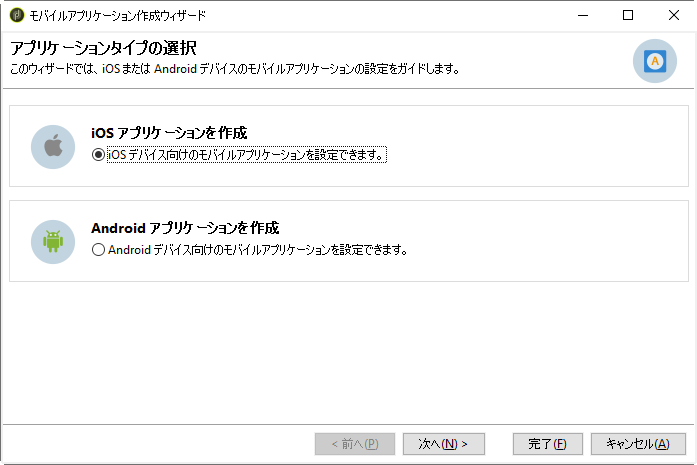 モバイルアプリケーション作成ウィザード
アプリケーションタイプの選択
このウィザードでは、iOS または Android デバイスのモバイルアプリケーションの設定をガイドします。
A
iOS アプリケーションを作成
iOS デバイス向けのモバイルアプリケーションを設定できます。
Android アプリケーションを作成
Android デバイス向けのモバイルアプリケーションを設定できます。
< 前へ(P) 次へ(N) > 完了(F) キャンセル(A)